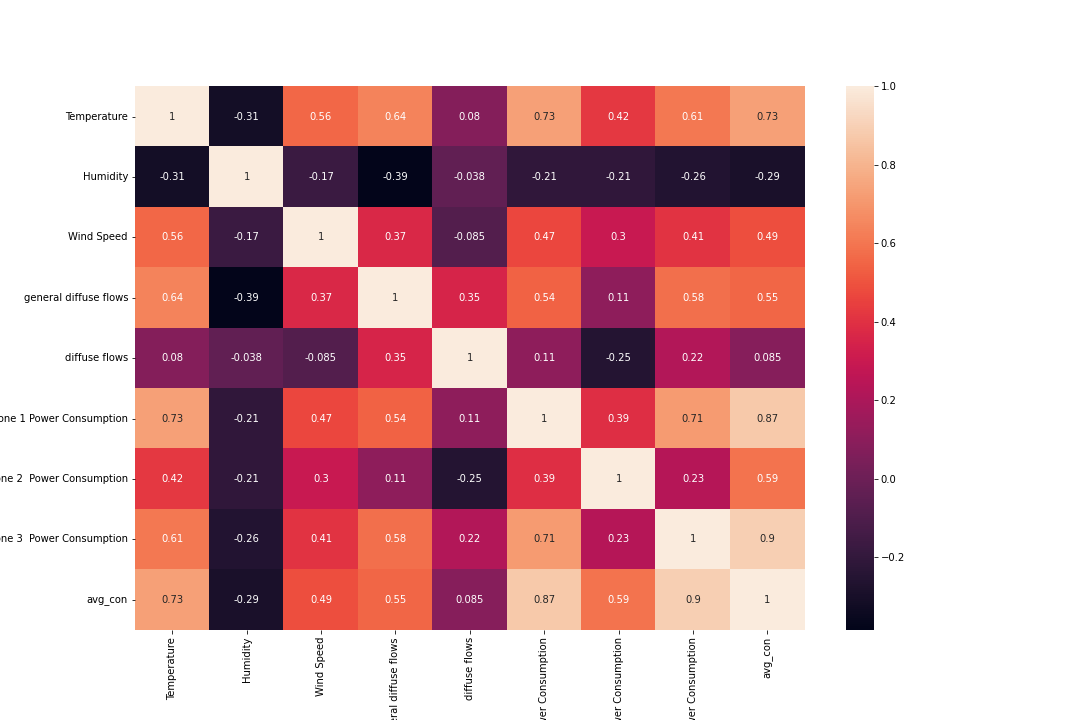 Temperature 1 -0.31 0.56 0.64 0.08 0.73 0.42 0.61 0.73
Humidity -0.31 1 -0.17 -0.39 -0.038 -0.21 -0.21 -0.26 -0.29
Wind Speed 0.56 -0.17 1 0.37 -0.085 0.47 0.3 0.41 0.49
general diffuse flows 0.64 -0.39 0.37 1 0.35 0.54 0.11 0.58 0.55
diffuse flows 0.08 -0.038 -0.085 0.35 1 0.11 -0.25 0.22 0.085
one 1 Power Consumption 0.73 -0.21 0.47 0.54 0.11 1 0.39 0.71 0.87
one 2  Power Consumption 0.42 -0.21 0.3 0.11 -0.25 0.39 1 0.23 0.59
one 3  Power Consumption 0.61 -0.26 0.41 0.58 0.22 0.71 0.23 1 0.9
avg_con 0.73 -0.29 0.49 0.55 0.085 0.87 0.59 0.9 1
Temperature
Humidity
Wind Speed
eral diffuse flows
diffuse flows
wer Consumption
wer Consumption
wer Consumption
avg_con
1.0
0.8
0.6
0.4
0.2
0.0
−0.2